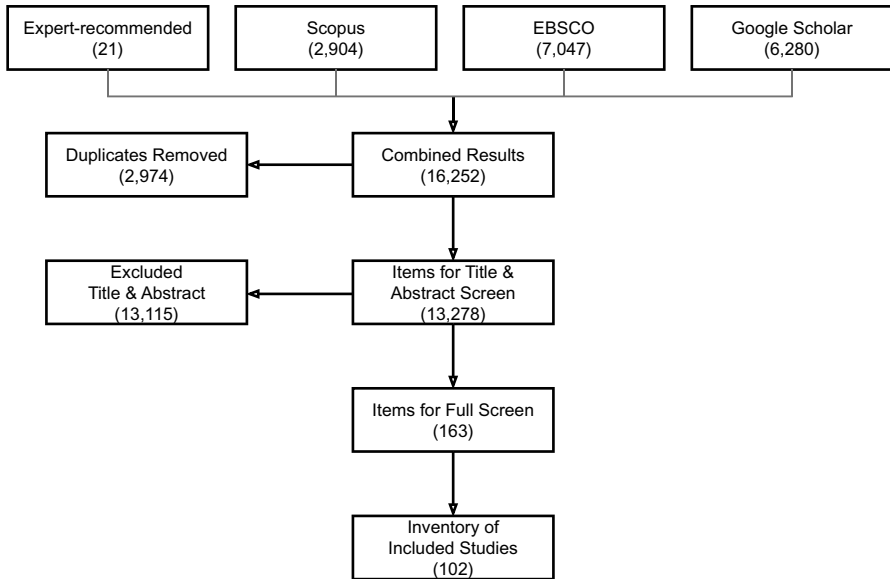 Expert-recommended
(21)
Scopus
(2,904)
EBSCO
(7,047)
Google Scholar
(6,280)
Duplicates Removed
(2,974)
Combined Results
(16,252)
Excluded
Title & Abstract
(13,115)
Items for Title &
Abstract Screen
(13,278)
Items for Full Screen
(163)
Inventory of
Included Studies
(102)